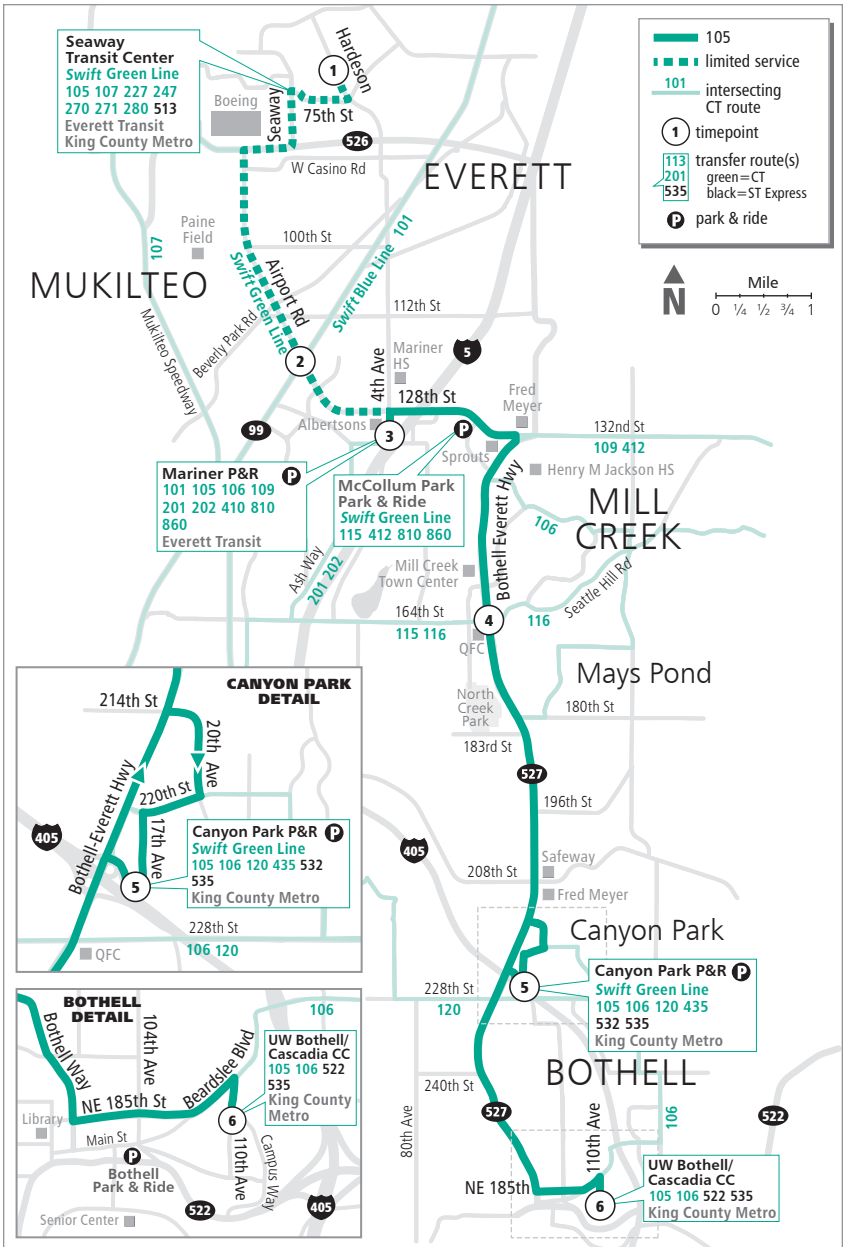 Seaway
Transit Center
Swift Green Line
105 107 227 247
270 271 280 513
Everett Transit
King County Metro
Hardeson
1
Boeing
Seaway
75th St
526
W Casino Rd
EVERETT
105
limited service
101
intersecting
CT route
1
timepoint
113
201
535
transfer route(s)
green=CT
black=ST Express
P
park & ride
N
Mile
0 ¼ ½ ¾ 1
Paine
Field
107
100th St
MUKILTEO
Airport Rd
Swift Green Line
Swift Blue Line 101
112th St
Beverly Park Rd
Mukilteo Speedway
2
4th Ave
Mariner
HS
5
128th St
Fred
Meyer
99
Albertsons
3
P
Sprouts
132nd St
109 412
Henry M Jackson HS
Mariner P&R P
101 105 106 109
201 202 410 810
860
Everett Transit
McCollum Park
Park & Ride
Swift Green Line
115 412 810 860
Bothell Everett Hwy
106
MILL
CREEK
Ash Way
201 202
Mill Creek
Town Center
Seattle Hill Rd
164th St
115 116
4
116
QFC
Mays Pond
North
Creek
Park
180th St
183rd St
527
196th St
405
208th St
Safeway
Fred Meyer
Canyon Park
228th St
120
5
Canyon Park P&R P
Swift Green Line
105 106 120 435
532 535
King County Metro
BOTHELL
240th St
527
80th Ave
110th Ave
106
522
NE 185th
6
UW Bothell/
Cascadia CC
105 106 522 535
King County Metro
CANYON PARK
DETAIL
214th St
20th Ave
Bothell-Everett Hwy
220th St
17th Ave
405
5
Canyon Park P&R P
Swift Green Line
105 106 120 435 532
535
King County Metro
228th St
106 120
QFC
BOTHELL
DETAIL
106
Bothell Way
104th Ave
Beardslee Blvd
UW Bothell/
Cascadia CC
105 106 522
535
King County
Metro
NE 185th St
Library
Main St
6
P
Bothell
Park & Ride
110th Ave
Campus Way
522
405
Senior Center